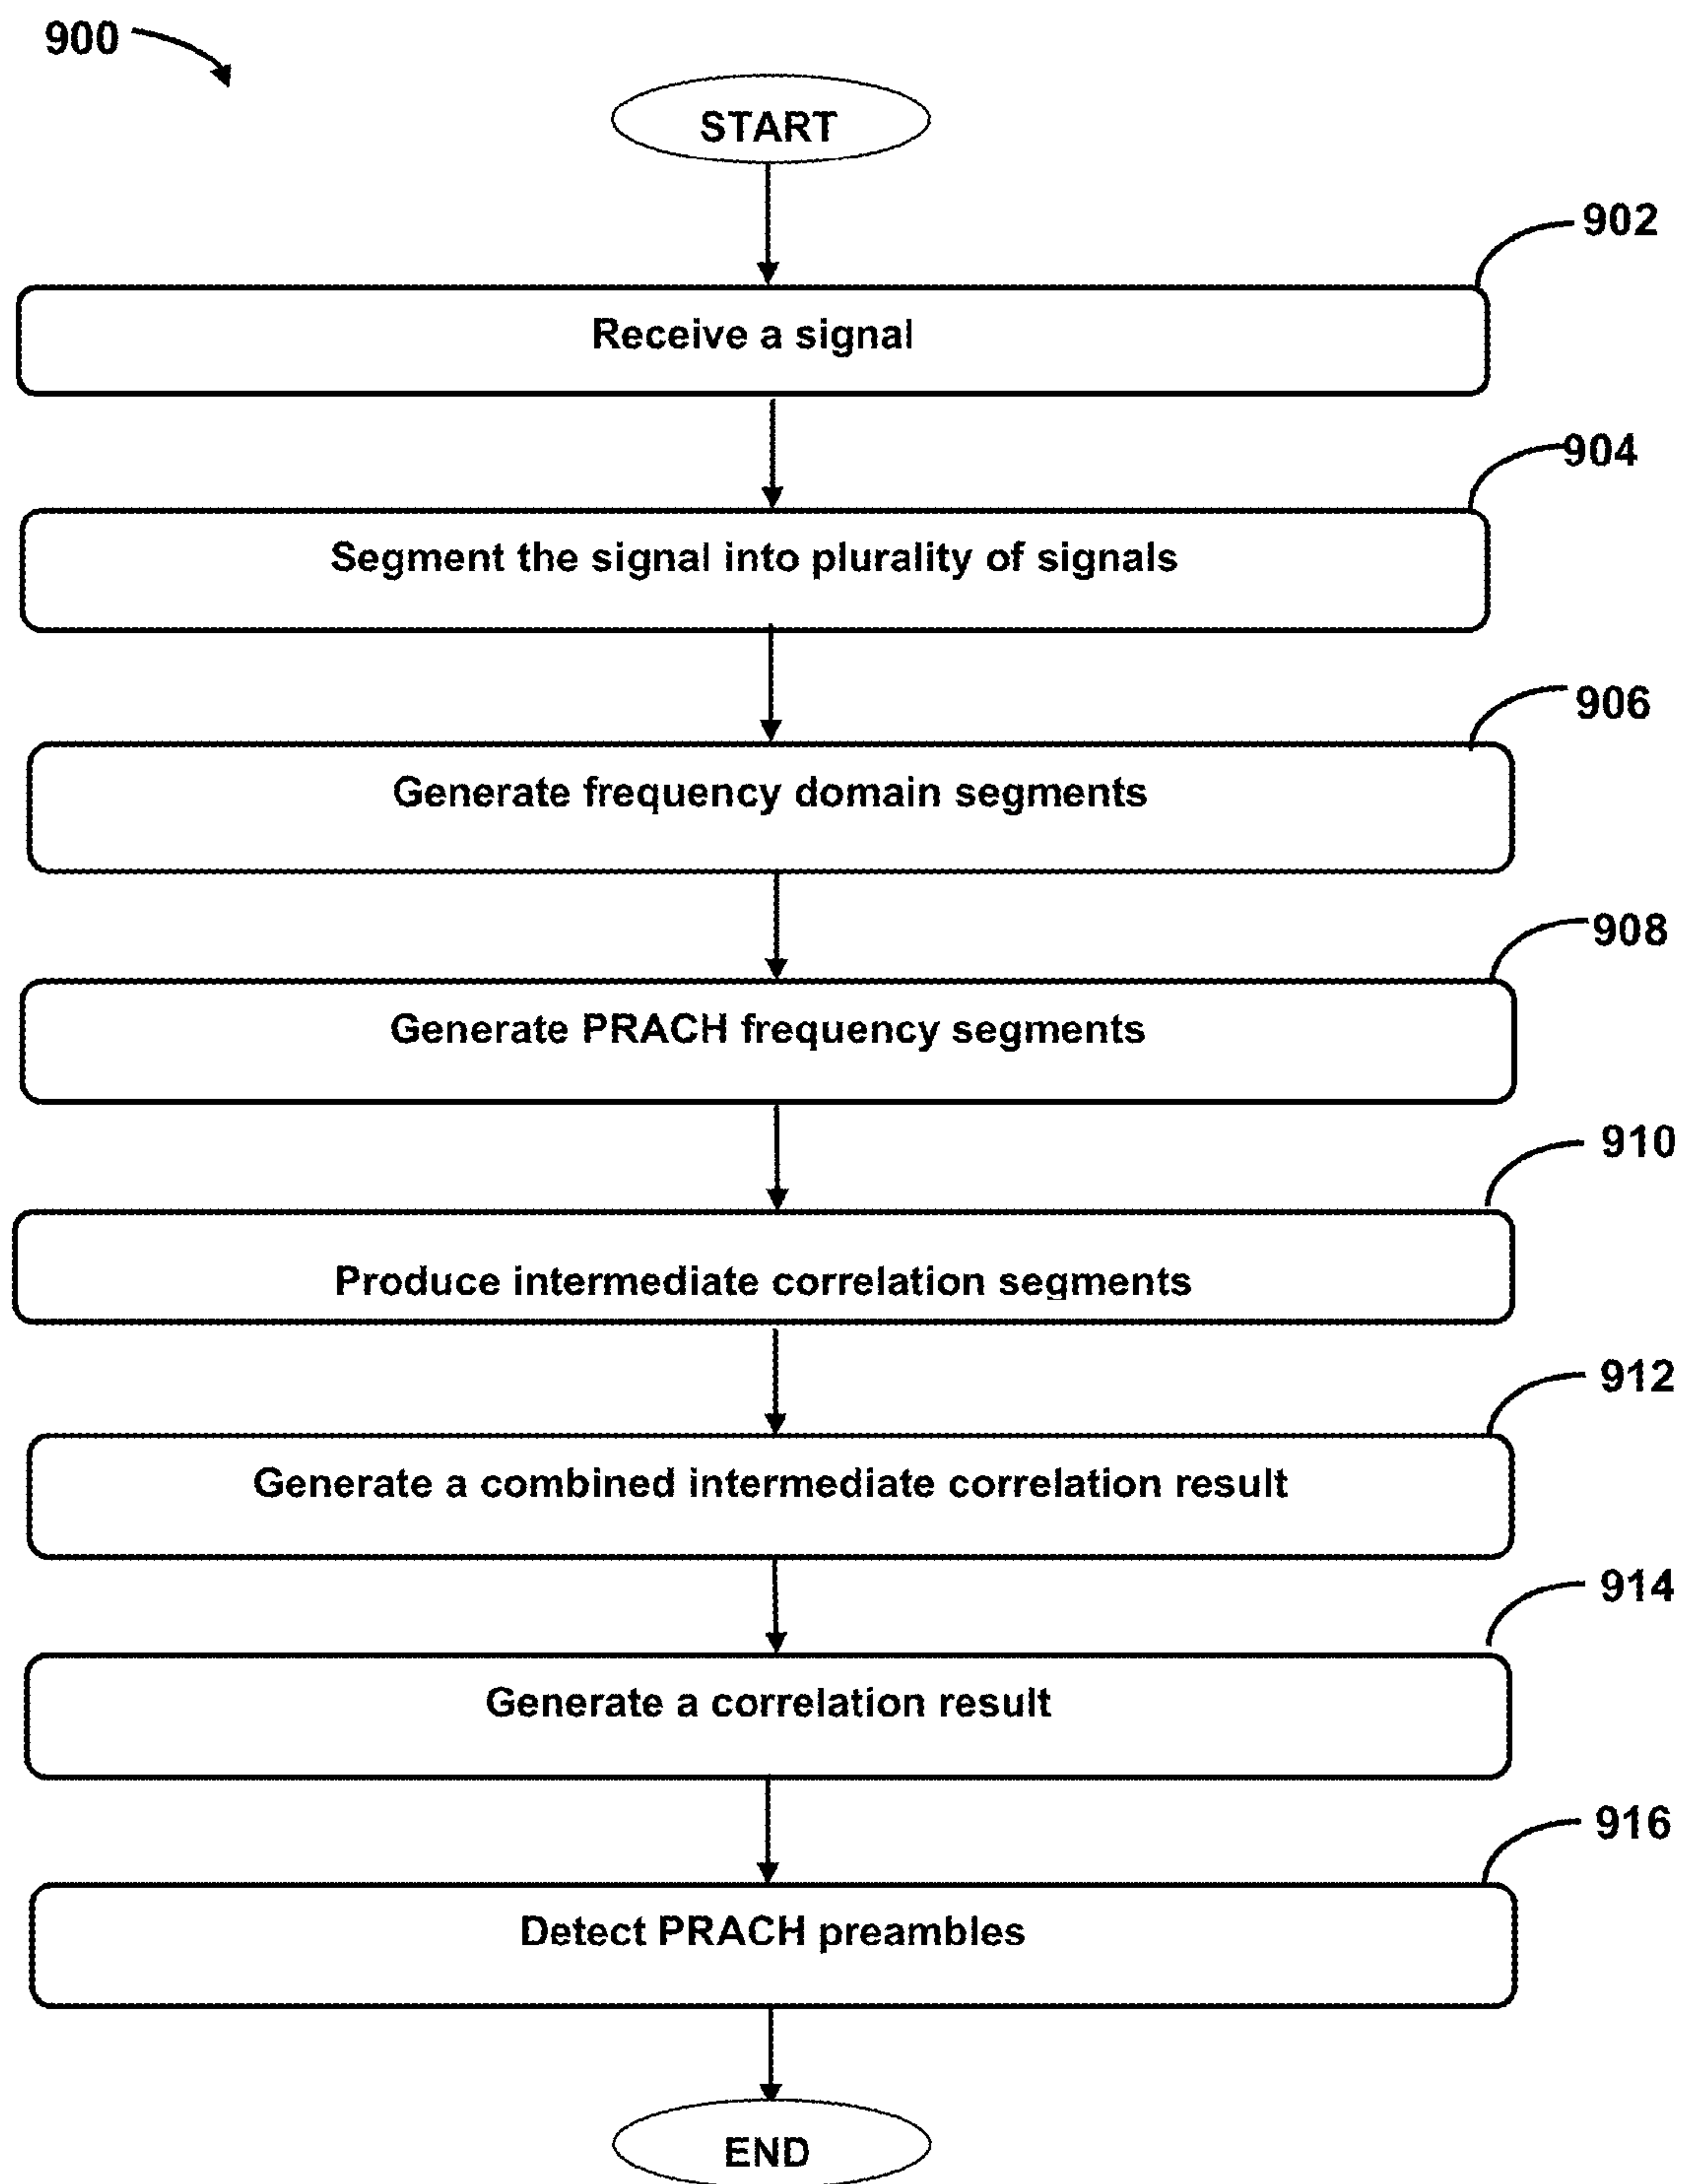 900
START
902
Receive a signal
904
Segment the signal into plurality of signals
906
Generate frequency domain segments
908
Generate PRACH frequency segments
910
Produce intermediate correlation segments
912
Generate a combined intermediate correlation result
914
Generate a correlation result
916
Detect PRACH preambles
END